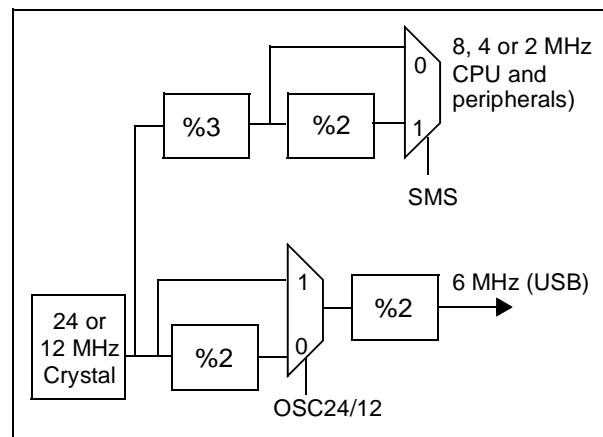 8, 4 or 2 MHz
CPU and
peripherals)
0
%3
%2
1
SMS
6 MHz (USB)
1
%2
24 or
12 MHz
Crystal
%2
0
OSC24/12